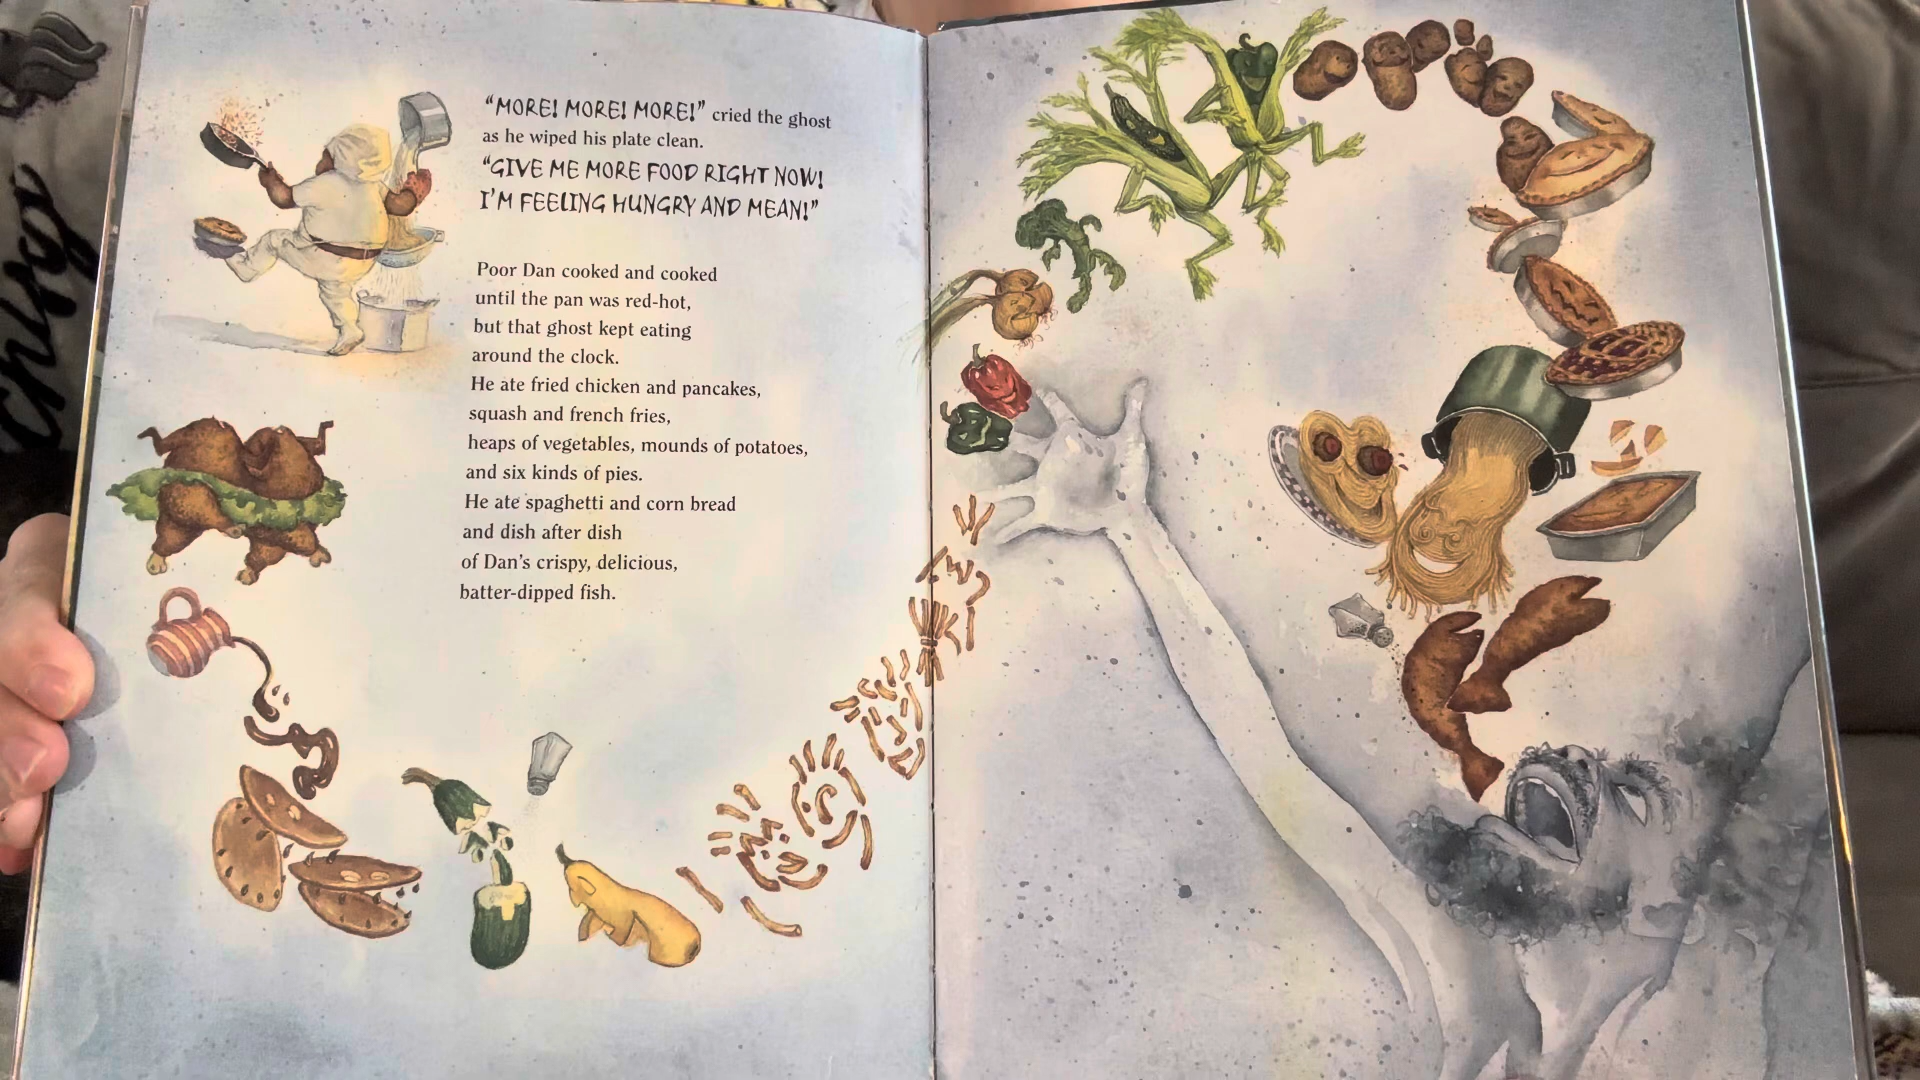 “MORE! MORE! MORE!” cried the ghost
as he wiped his plate clean.
“GIVE ME MORE FOOD RIGHT NOW!
I’M FEELING HUNGRY AND MEAN!”
Poor Dan cooked and cooked
until the pan was red-hot,
but that ghost kept eating
around the clock.
He ate fried chicken and pancakes,
squash and french fries,
heaps of vegetables, mounds of potatoes,
and six kinds of pies.
He ate spaghetti and corn bread
and dish after dish
of Dan’s crispy, delicious,
batter-dipped fish.